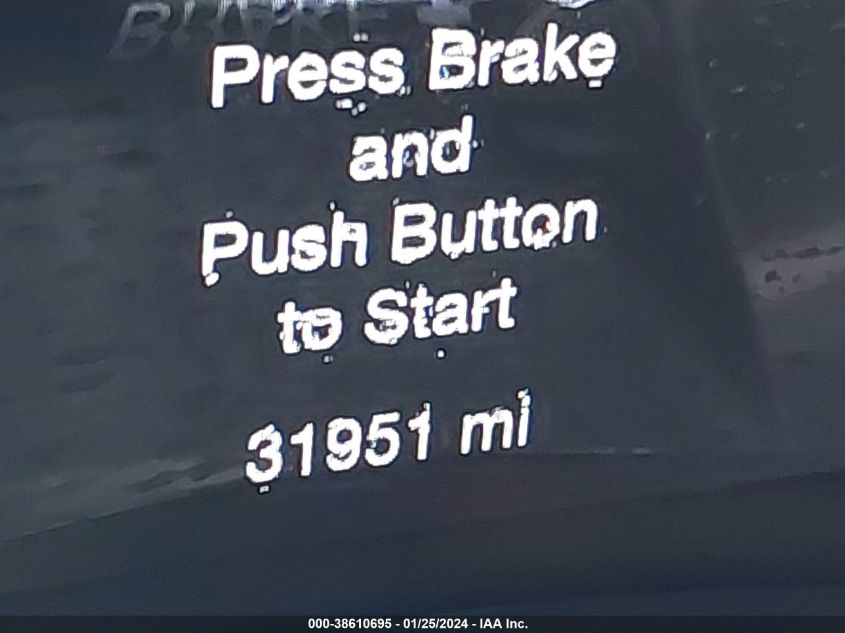 Press Brake
and
Push Button
to Start
31951 mi
000-38610695 - 01/25/2024 - IAA Inc.